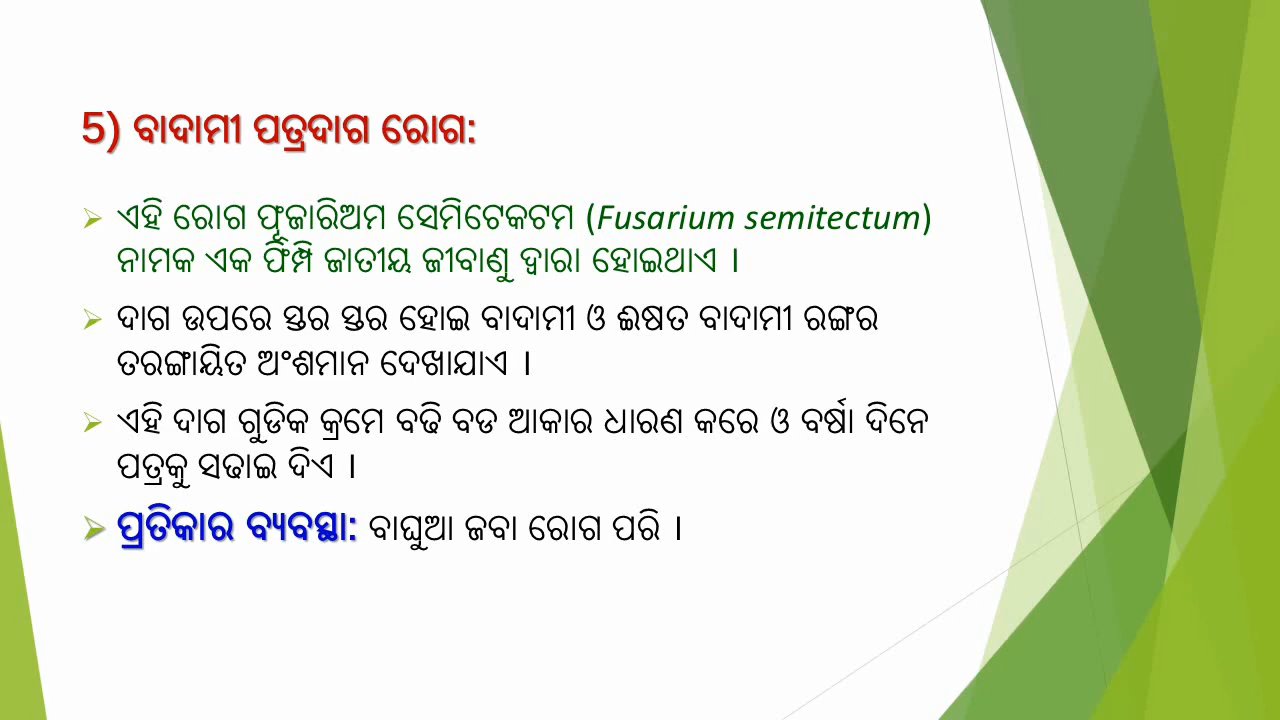 5) ବାଦାମୀ ପତ୍ରଦାଗ ରୋଗ:
ଏହି ରୋଗ ଫ୍ୟୂଜାରିଅମ ସେମିଟେକଟମ (Fusarium semitectum)
ନାମକ ଏକ ଫିମ୍ପି ଜାତୀୟ ଜୀବାଣୁ ଦ୍ୱାରା ହୋଇଥାଏ ।
ଦାଗ ଉପରେ ସ୍ତର ସ୍ତର ହୋଇ ବାଦାମୀ ଓ ଈଷତ ବାଦାମୀ ରଙ୍ଗର
ତରଙ୍ଗାୟିତ ଅଂଶମାନ ଦେଖାଯାଏ ।
ଏହି ଦାଗ ଗୁଡିକ କ୍ରମେ ବଢି ବଡ ଆକାର ଧାରଣ କରେ ଓ ବର୍ଷା ଦିନେ
ପତ୍ରକୁ ସଢାଇ ଦିଏ ।
ପ୍ରତିକାର ବ୍ୟବସ୍ଥା: ବାଘୁଆ ଜବା ରୋଗ ପରି ।